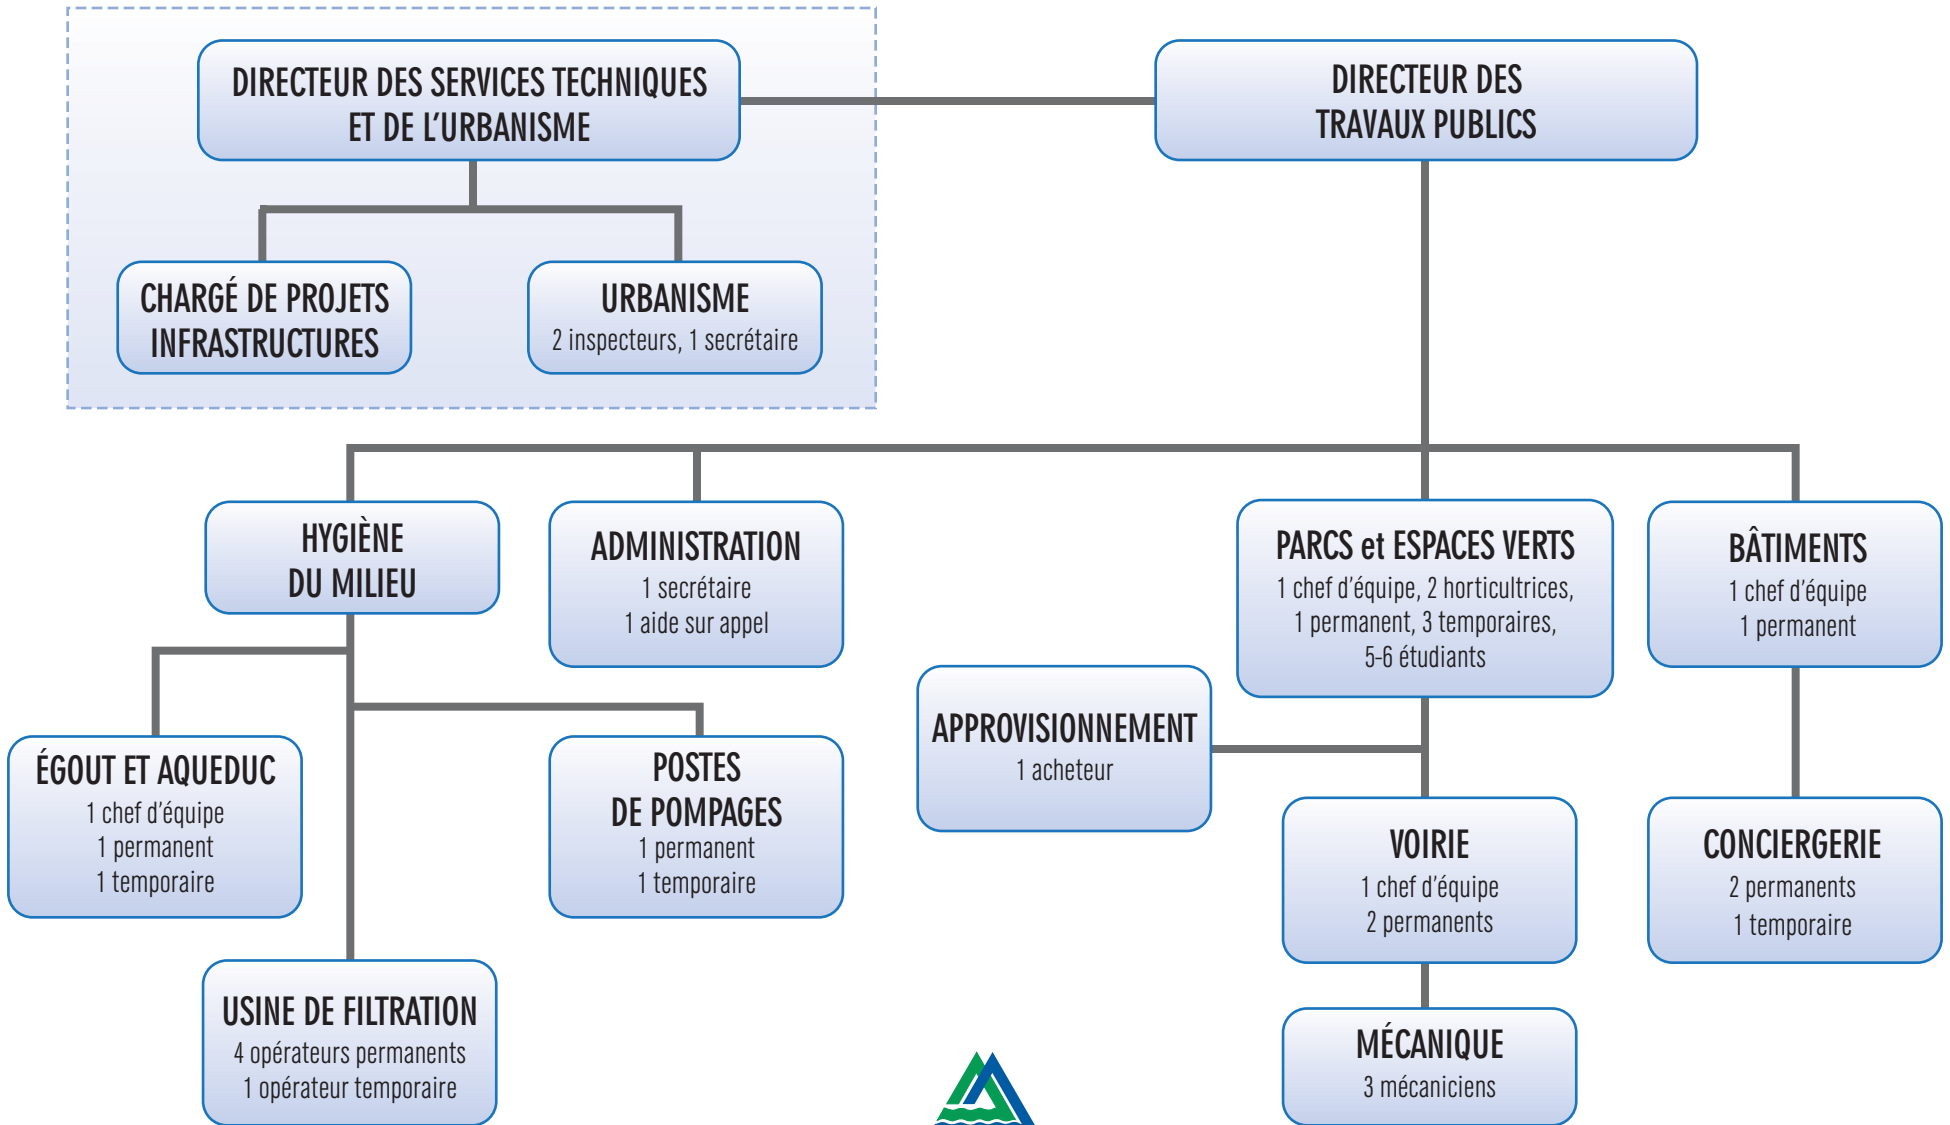 DIRECTEUR DES SERVICES TECHNIQUES
ET DE L'URBANISME
DIRECTEUR DES
TRAVAUX PUBLICS
CHARGÉ DE PROJETS
INFRASTRUCTURES
URBANISME
2 inspecteurs, 1 secrétaire
HYGIÈNE
DU MILIEU
ADMINISTRATION
1 secrétaire
1 aide sur appel
PARCS et ESPACES VERTS
1 chef d'équipe, 2 horticultrices,
1 permanent, 3 temporaires,
5-6 étudiants
BÂTIMENTS
1 chef d'équipe
1 permanent
APPROVISIONNEMENT
1 acheteur
ÉGOUT ET AQUEDUC
1 chef d'équipe
1 permanent
1 temporaire
POSTES
DE POMPAGES
1 permanent
1 temporaire
VOIRIE
1 chef d'équipe
2 permanents
CONCIERGERIE
2 permanents
1 temporaire
USINE DE FILTRATION
4 opérateurs permanents
1 opérateur temporaire
MÉCANIQUE
3 mécaniciens